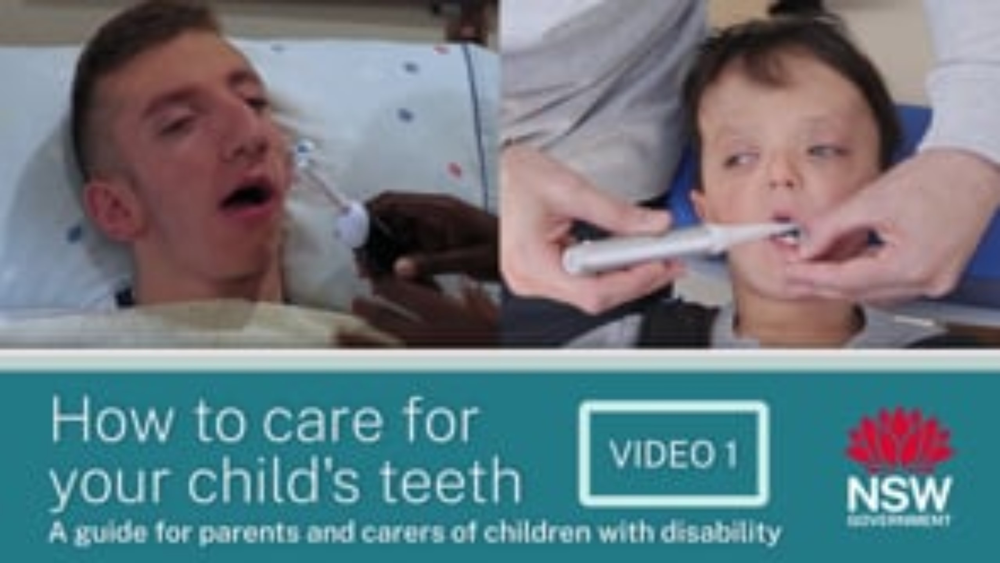 How to care for
your child's teeth
A guide for parents and carers of children with disability
VIDEO 1
NSW
GOVERNMENT